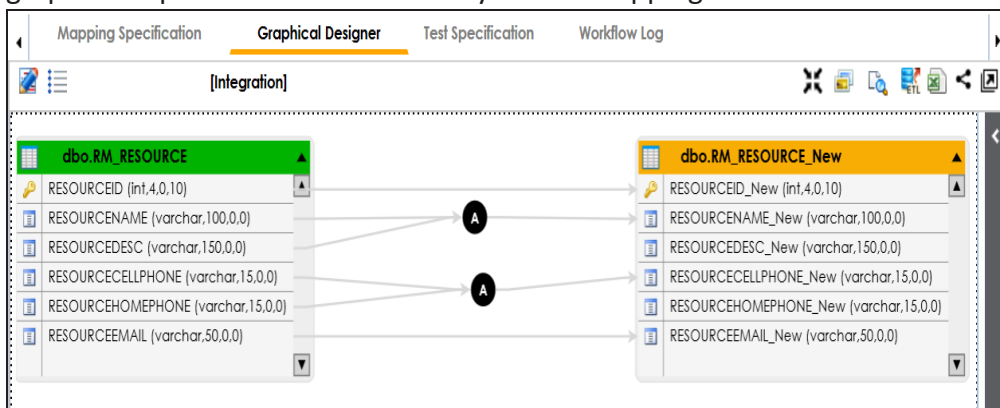 Mapping Specification Graphical Designer Test Specification Workflow Log
[Integration] ETL
dbo.RM_RESOURCE
RESOURCEID (int,4,0,10)
RESOURCENAME (varchar,100,0,0)
RESOURCEDESC (varchar,150,0,0)
RESOURCECELLPHONE (varchar,15,0,0)
RESOURCEHOMEPHONE (varchar,15,0,0)
RESOURCEEMAIL (varchar,50,0,0)
A
A
dbo.RM_RESOURCE_New
RESOURCEID_New (int,4,0,10)
RESOURCENAME_New (varchar,100,0,0)
RESOURCEDESC_New (varchar,150,0,0)
RESOURCECELLPHONE_New (varchar,15,0,0)
RESOURCEHOMEPHONE_New (varchar,15,0,0)
RESOURCEEMAIL_New (varchar,50,0,0)